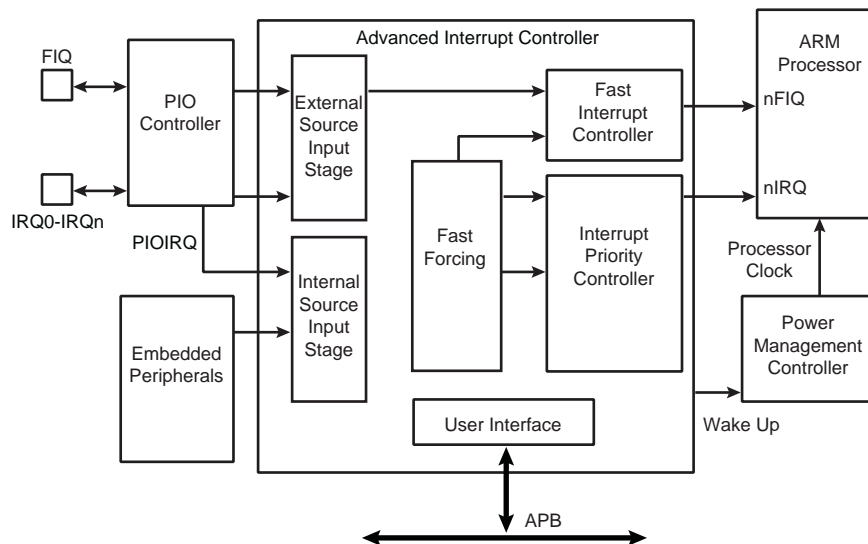 Advanced Interrupt Controller
FIQ
PIO
Controller
External
Source
Input
Stage
Fast
Interrupt
Controller
ARM
Processor
nFIQ
nIRQ
IRQ0-IRQn
PIOIRQ
Internal
Source
Input
Stage
Fast
Forcing
Interrupt
Priority
Controller
Processor
Clock
Embedded
Peripherals
Power
Management
Controller
User Interface
Wake Up
APB